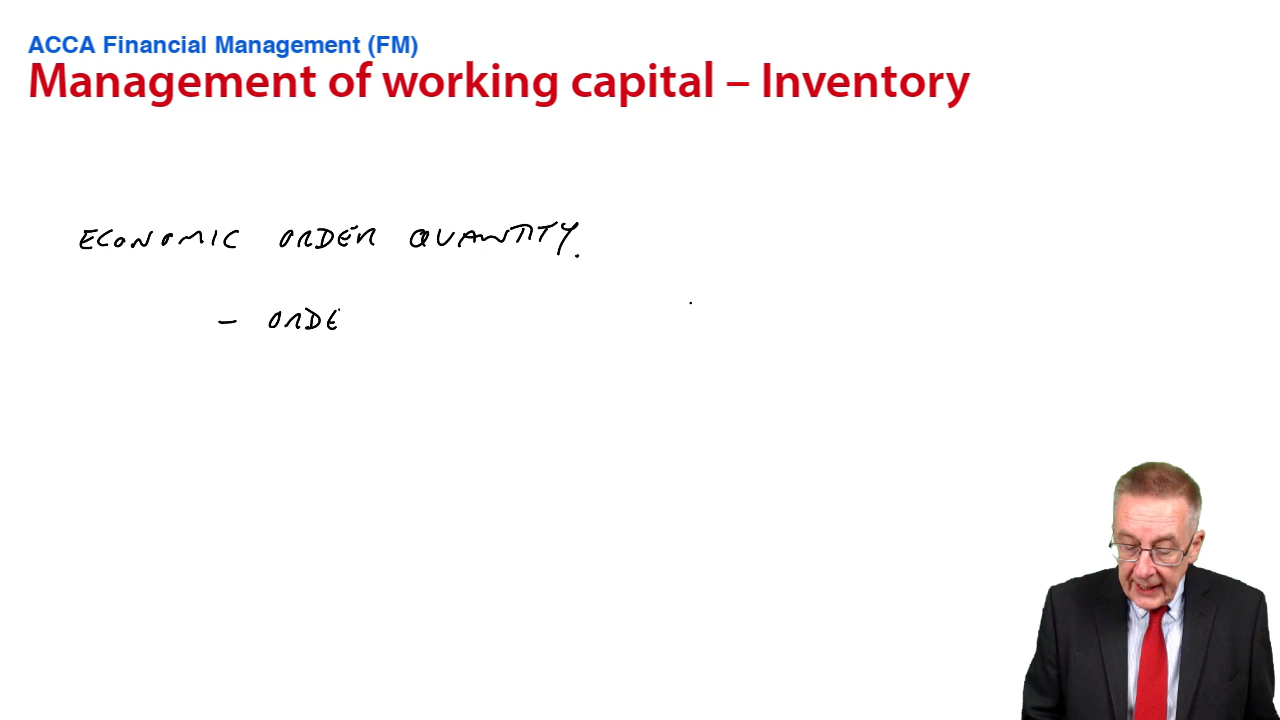 ACCA Financial Management (FM)
Management of working capital – Inventory
ECONOMIC ORDER QUANTITY.
– ORDE